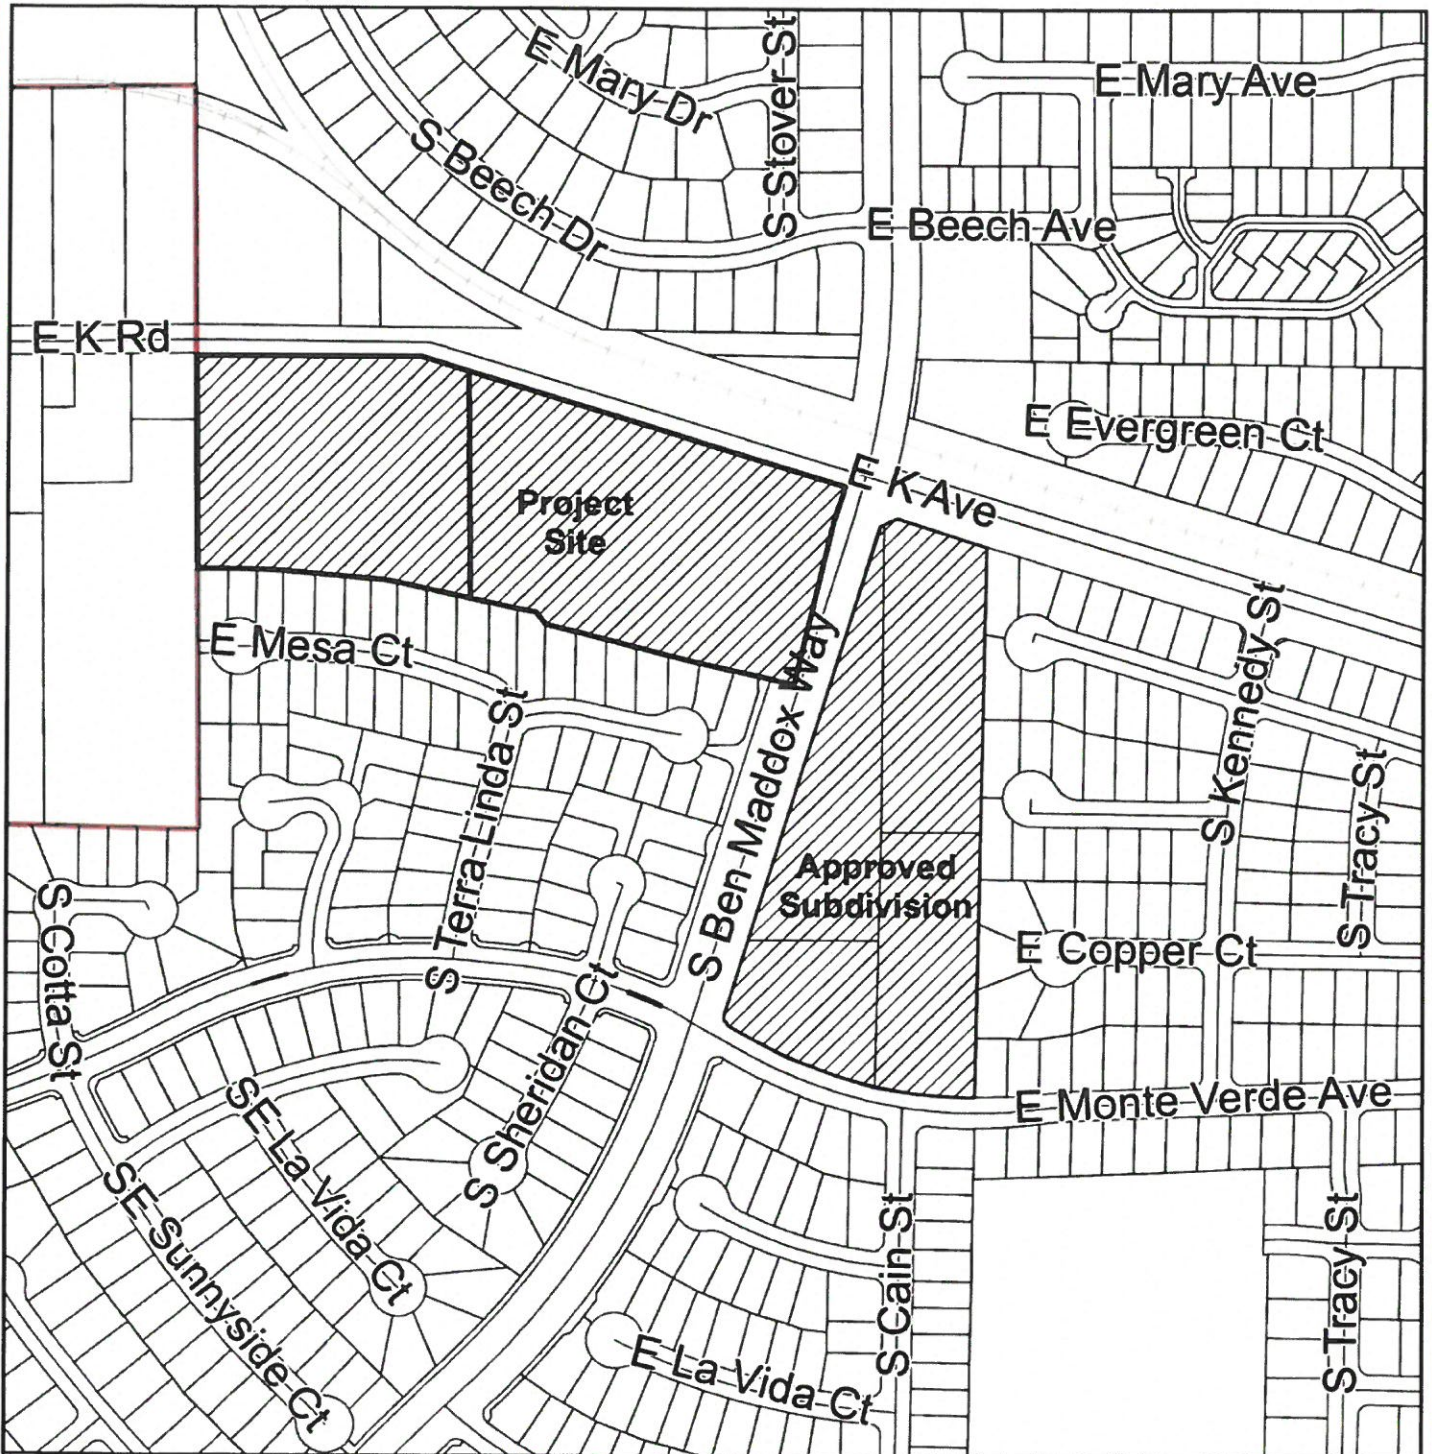 E Mary Dr
S Stover St
E Mary Ave
S Beech Dr
E Beech Ave
E K Rd
E Evergreen Ct
E K Ave
Project
Site
S Kennedy St
E Mesa Ct
S Terra Linda St
S Ben Maddox Way
S Tracy St
Approved
Subdivision
S Cotta St
E Copper Ct
S Sheridan Ct
S
E Monte Verde Ave
SE La Vida Ct
SE Sunnyside Ct
S Cain St
S Tracy St
E La Vida Ct